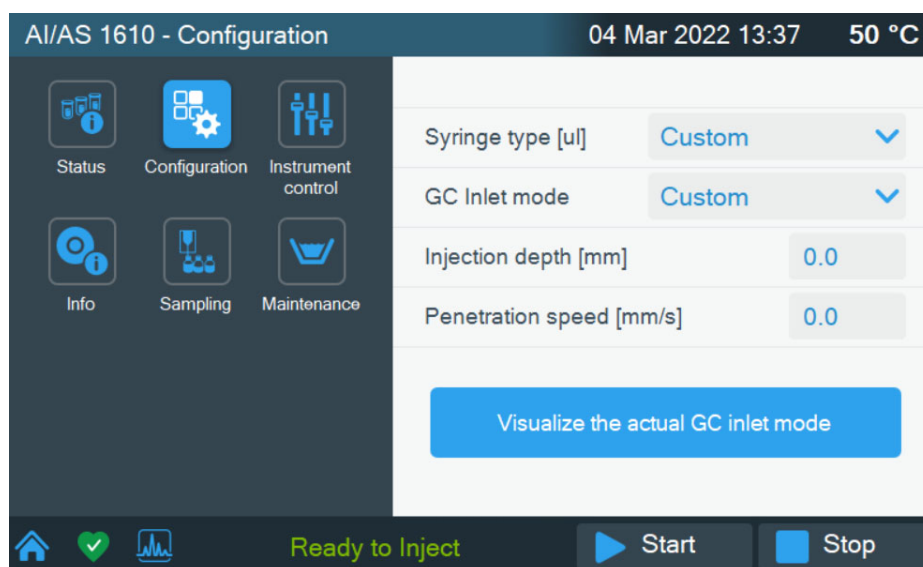 AI/AS 1610 - Configuration 04 Mar 2022 13:37 50 °C
Status Configuration Instrument
control
Info Sampling Maintenance
Syringe type [ul] Custom
GC Inlet mode Custom
Injection depth [mm] 0.0
Penetration speed [mm/s] 0.0
Visualize the actual GC inlet mode
Ready to Inject Start Stop